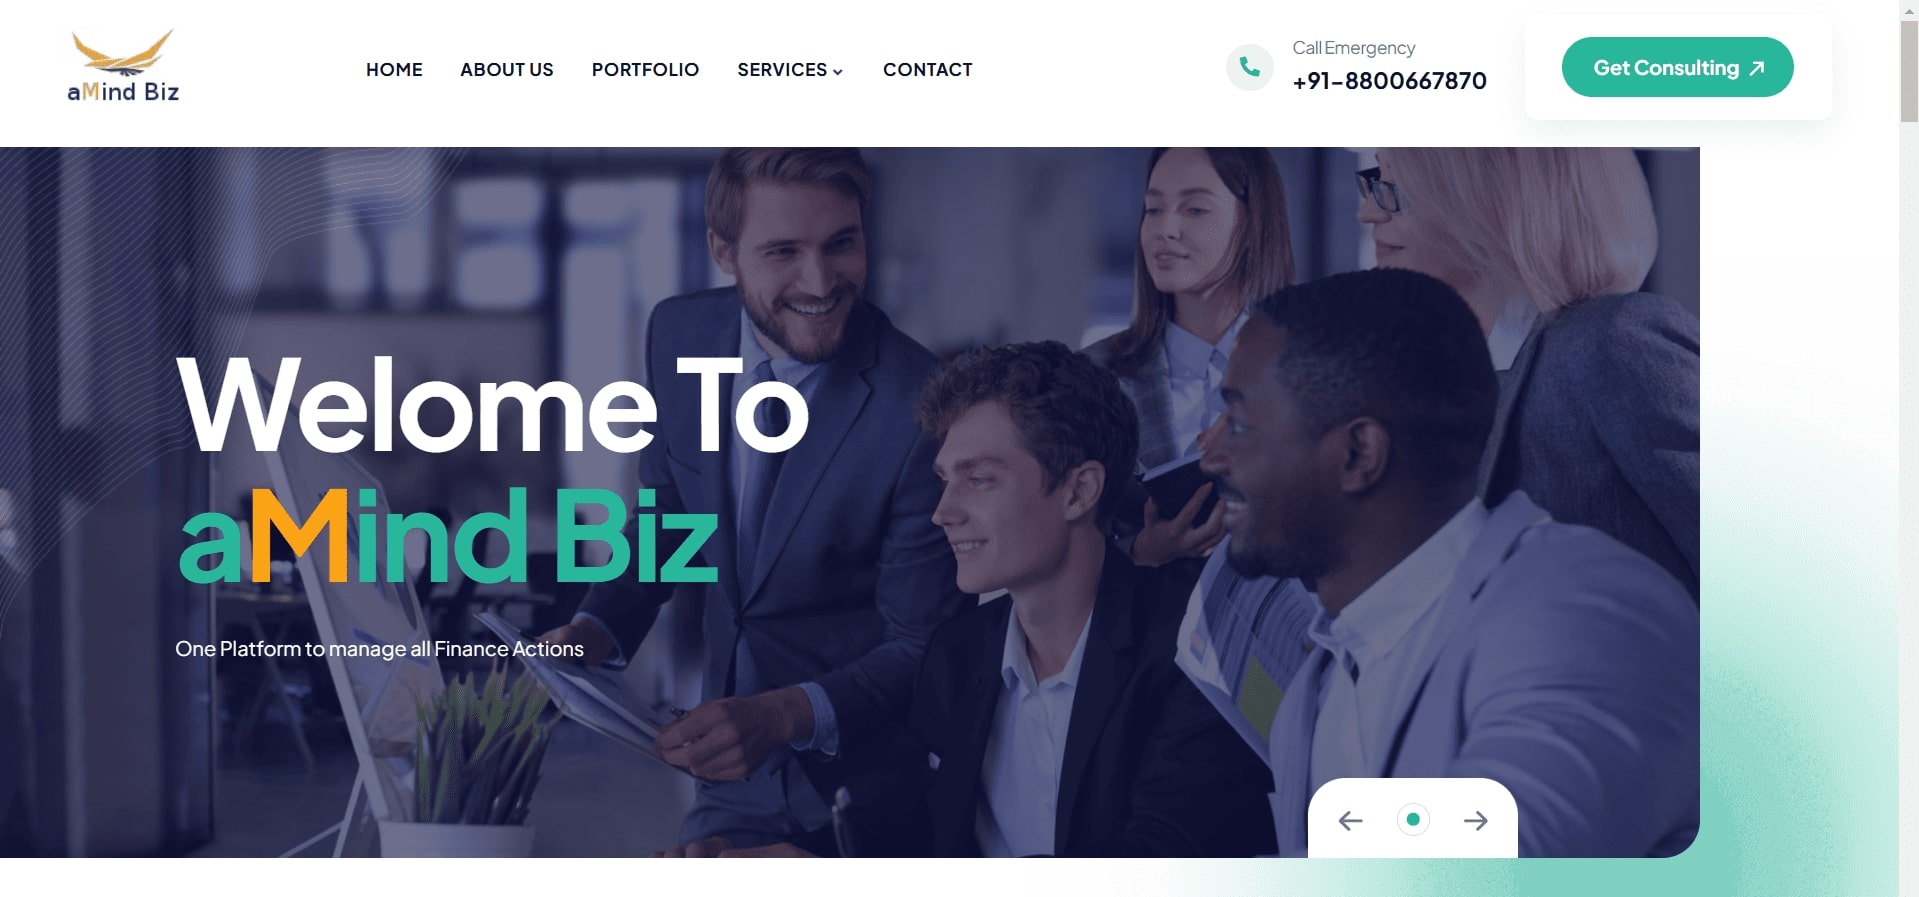 aMind Biz
HOME
ABOUT US
PORTFOLIO
SERVICES
CONTACT
Call Emergency
+91-8800667870
Get Consulting
Welome To
aMind Biz
One Platform to manage all Finance Actions